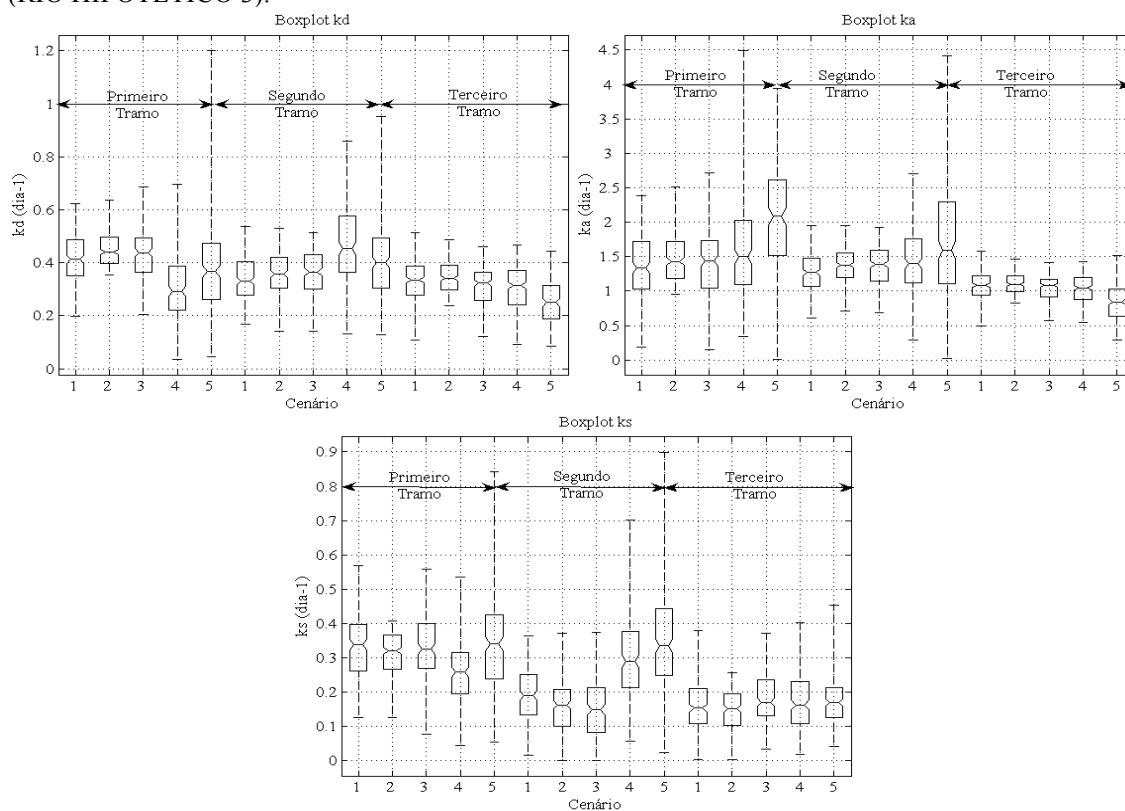 (RIO HIPOTÉTICO 3).
Boxplot kd
1.2
1
0.8
0.6
0.4
0.2
0
kd (dia-1)
Primeiro
Tramo
Segundo
Tramo
Terceiro
Tramo
1 2 3 4 5 1 2 3 4 5 1 2 3 4 5
Cenário
Boxplot ka
4.5
4
3.5
3
2.5
2
1.5
1
0.5
0
ka (dia-1)
Primeiro
Tramo
Segundo
Tramo
Terceiro
Tramo
1 2 3 4 5 1 2 3 4 5 1 2 3 4 5
Cenário
Boxplot ks
0.9
0.8
0.7
0.6
0.5
0.4
0.3
0.2
0.1
0
ks (dia-1)
Primeiro
Tramo
Segundo
Tramo
Terceiro
Tramo
1 2 3 4 5 1 2 3 4 5 1 2 3 4 5
Cenário